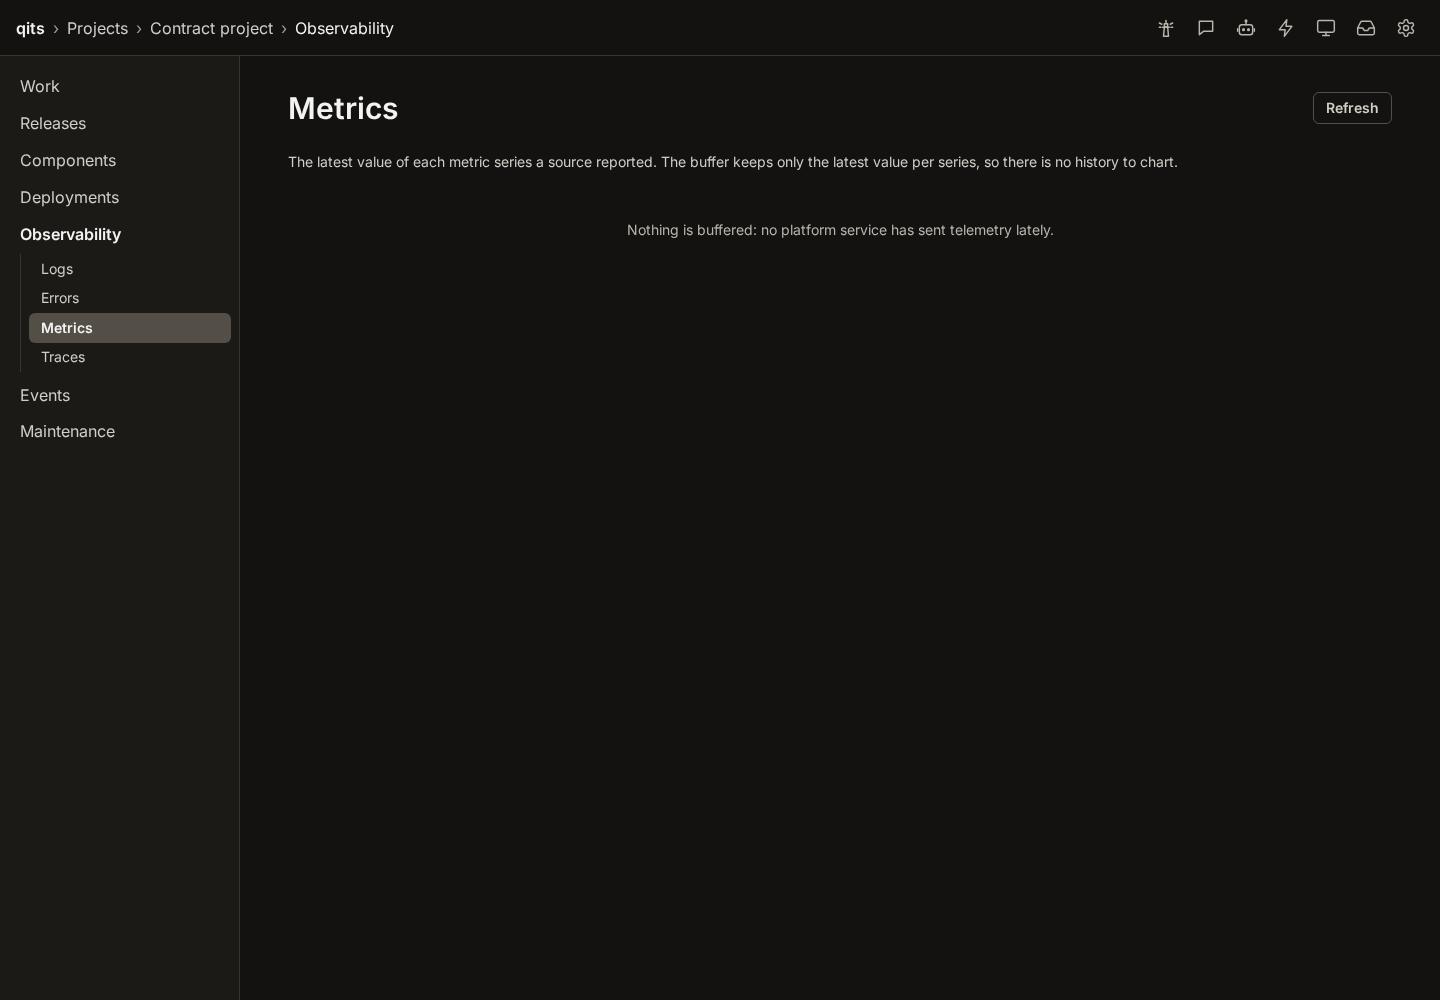 qits › Projects › Contract project › Observability
Work
Releases
Components
Deployments
Observability
Logs
Errors
Metrics
Traces
Events
Maintenance
Metrics
Refresh
The latest value of each metric series a source reported. The buffer keeps only the latest value per series, so there is no history to chart.
Nothing is buffered: no platform service has sent telemetry lately.